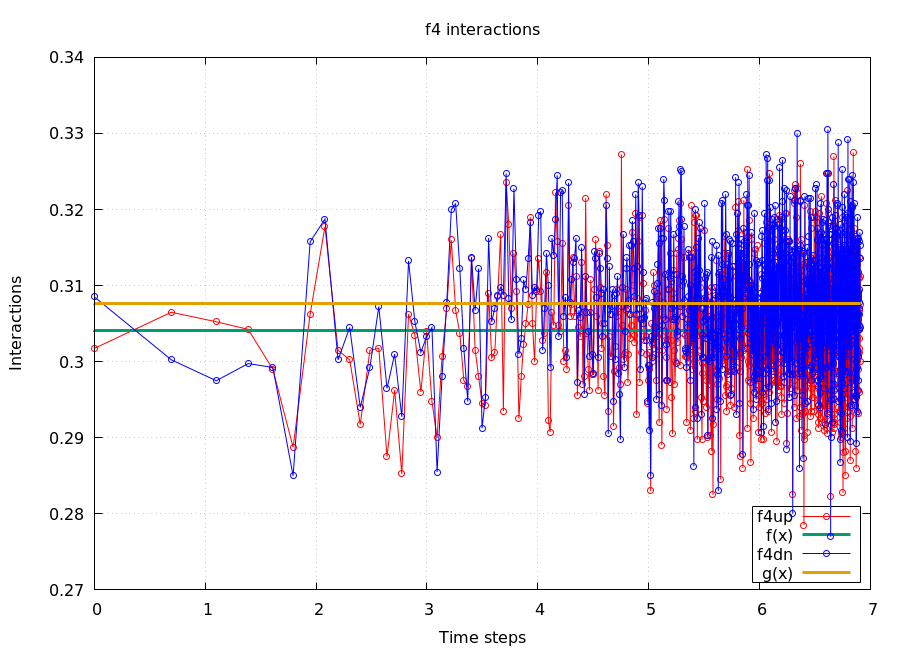 f4 interactions
0.34
0.33
0.32
0.31
0.3
0.29
0.28
0.27
Interactions
0 1 2 3 4 5 6 7
Time steps
f4up
f(x)
f4dn
g(x)